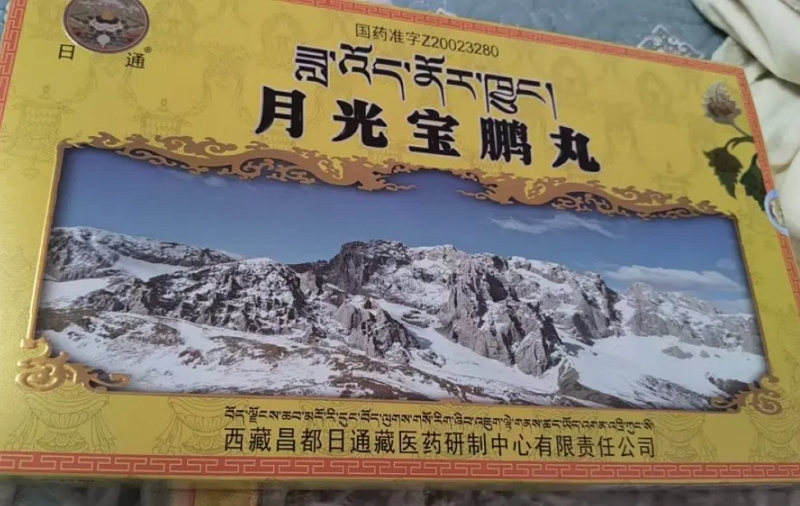 国药准字Z20023280
日通®
ཟླ་འོད་ནོར་ཁྱུང་།
月光宝鹏丸
西藏昌都日通藏医药研制中心有限责任公司